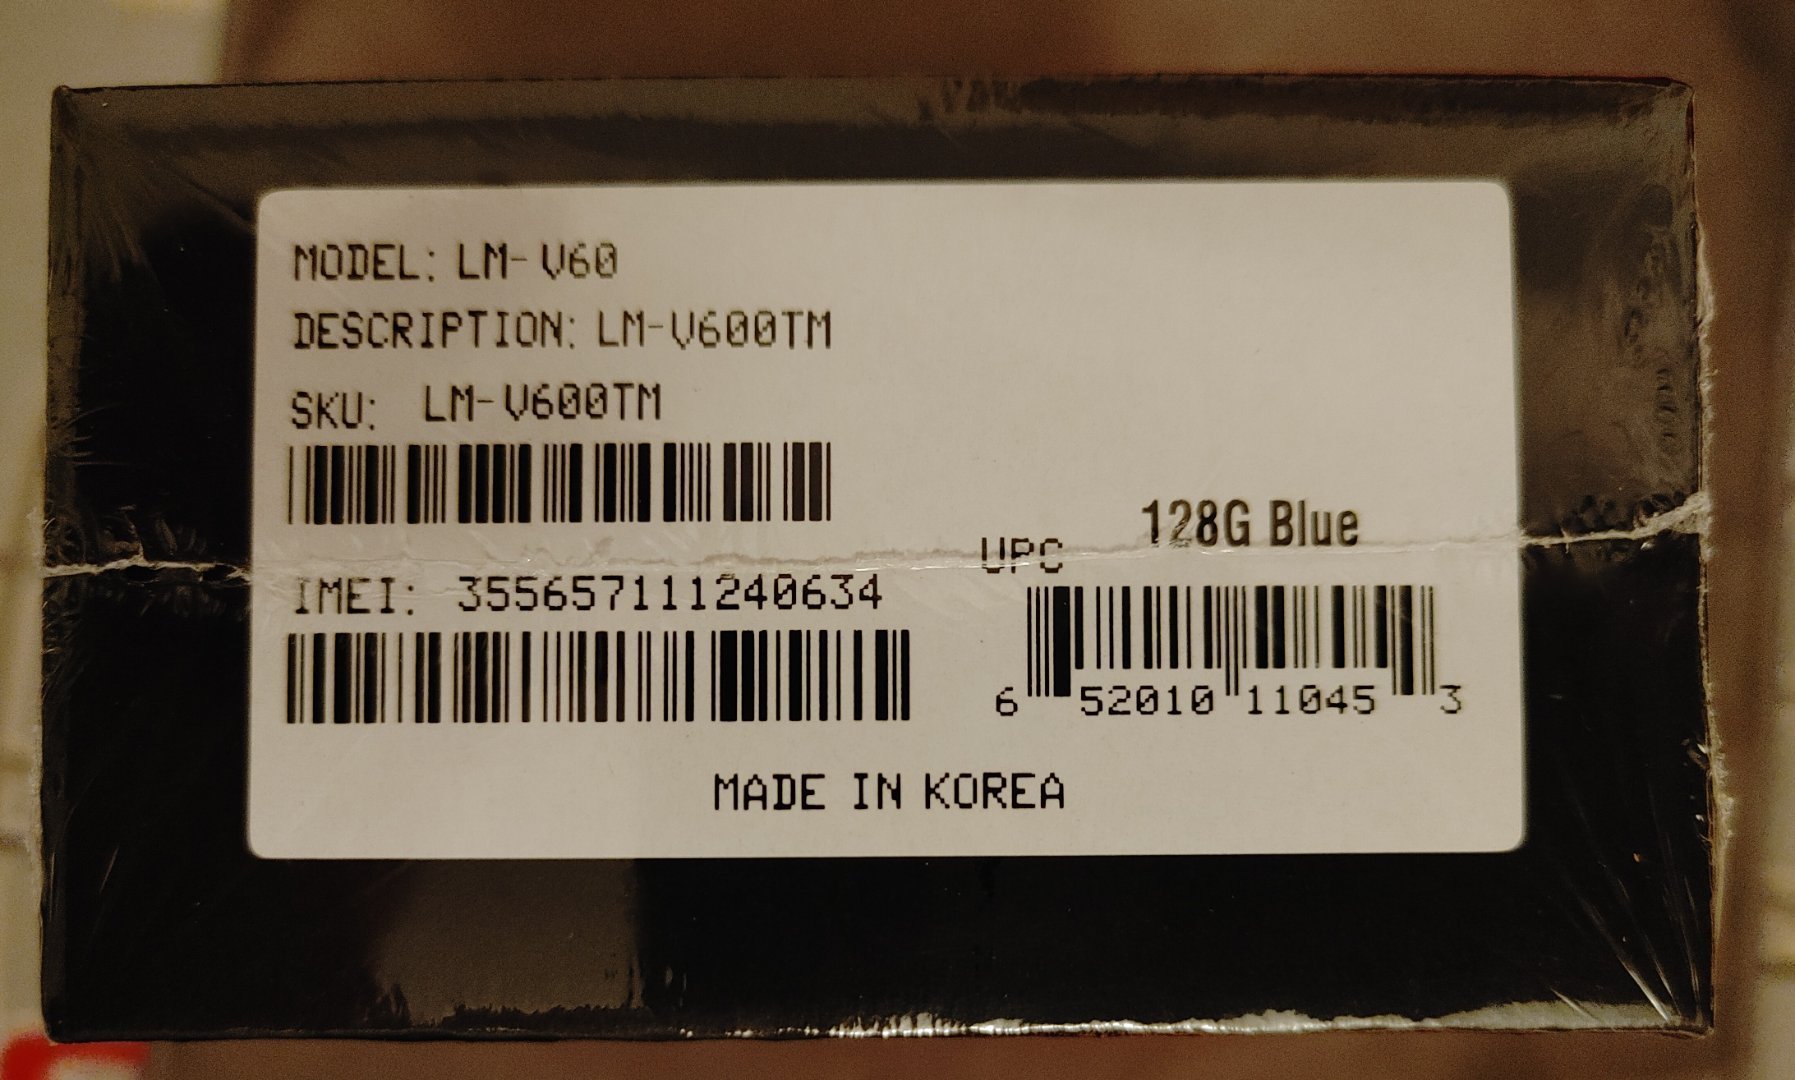 MODEL: LM-V60
DESCRIPTION: LM-V600TM
SKU: LM-V600TM
128G Blue
UPC
IMEI: 355657111240634
6 52010 11045 3
MADE IN KOREA